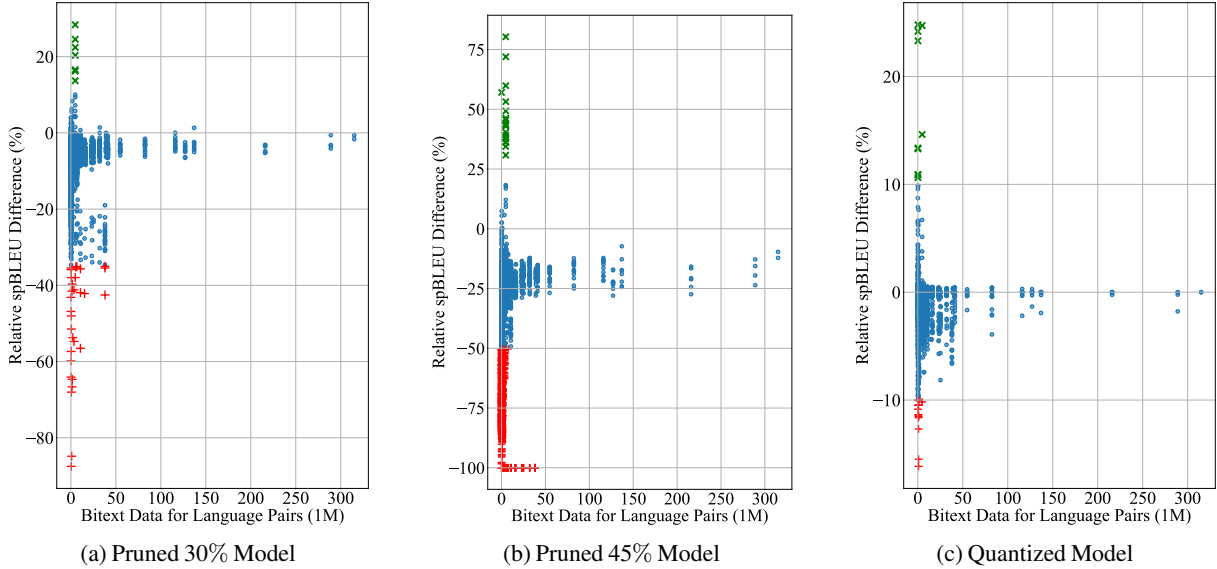 Relative spBLEU Difference (%)
20
0
−20
−40
−60
−80
0 50 100 150 200 250 300
Bitext Data for Language Pairs (1M)
(a) Pruned 30% Model
Relative spBLEU Difference (%)
75
50
25
0
−25
−50
−75
−100
0 50 100 150 200 250 300
Bitext Data for Language Pairs (1M)
(b) Pruned 45% Model
Relative spBLEU Difference (%)
20
10
0
−10
0 50 100 150 200 250 300
Bitext Data for Language Pairs (1M)
(c) Quantized Model